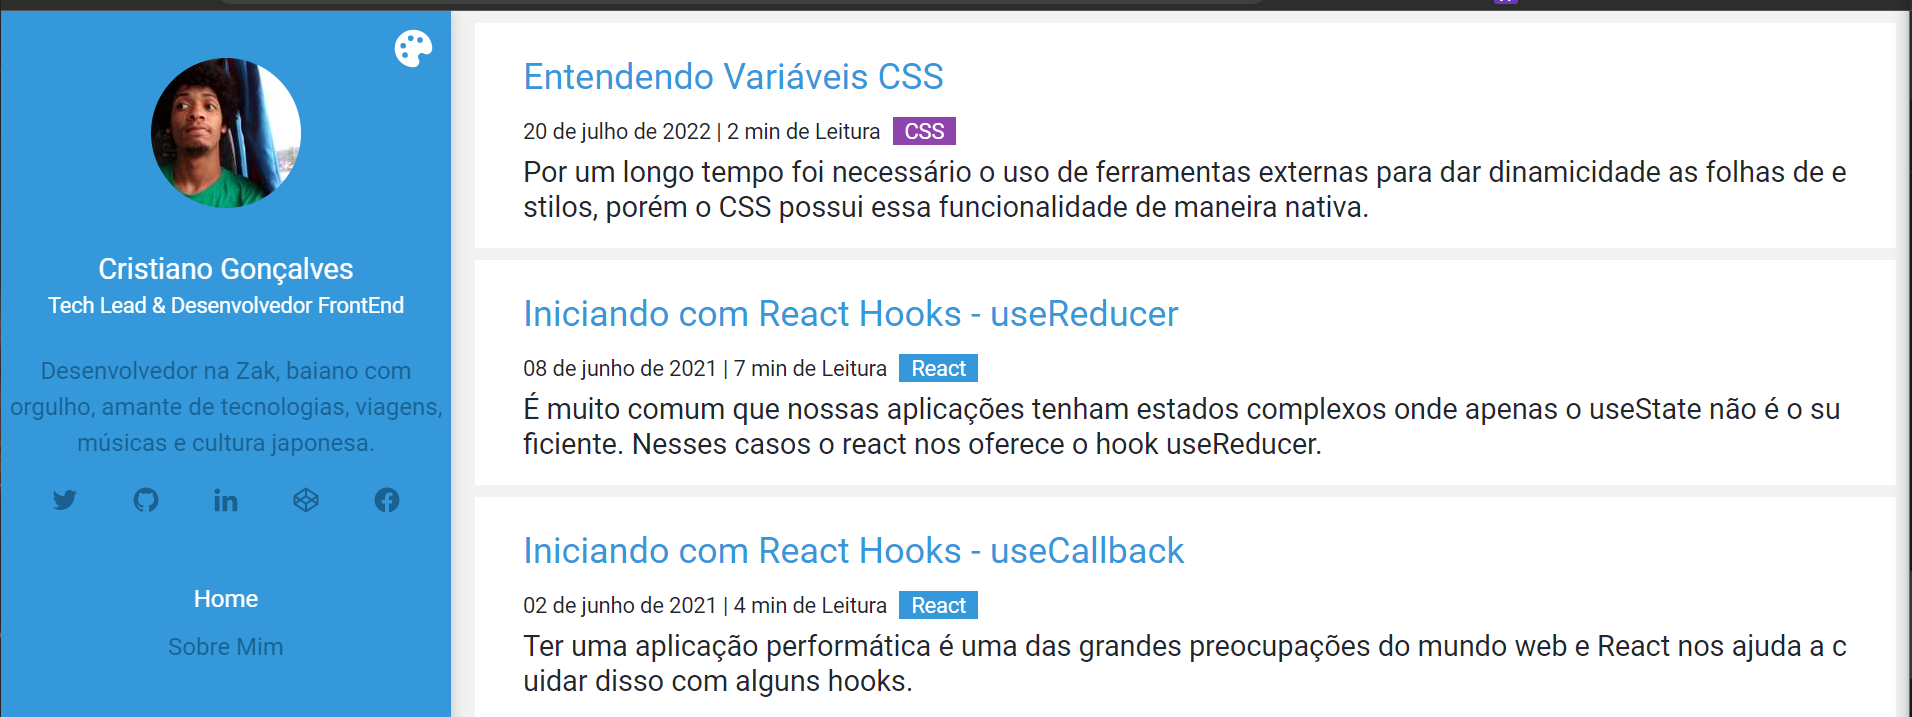 Cristiano Gonçalves
Tech Lead & Desenvolvedor FrontEnd
Desenvolvedor na Zak, baiano com
orgulho, amante de tecnologias, viagens,
músicas e cultura japonesa.
Home
Sobre Mim
Entendendo Variáveis CSS
20 de julho de 2022 | 2 min de Leitura CSS
Por um longo tempo foi necessário o uso de ferramentas externas para dar dinamicidade as folhas de e
stilos, porém o CSS possui essa funcionalidade de maneira nativa.
Iniciando com React Hooks - useReducer
08 de junho de 2021 | 7 min de Leitura React
É muito comum que nossas aplicações tenham estados complexos onde apenas o useState não é o su
ficiente. Nesses casos o react nos oferece o hook useReducer.
Iniciando com React Hooks - useCallback
02 de junho de 2021 | 4 min de Leitura React
Ter uma aplicação performática é uma das grandes preocupações do mundo web e React nos ajuda a c
uidar disso com alguns hooks.